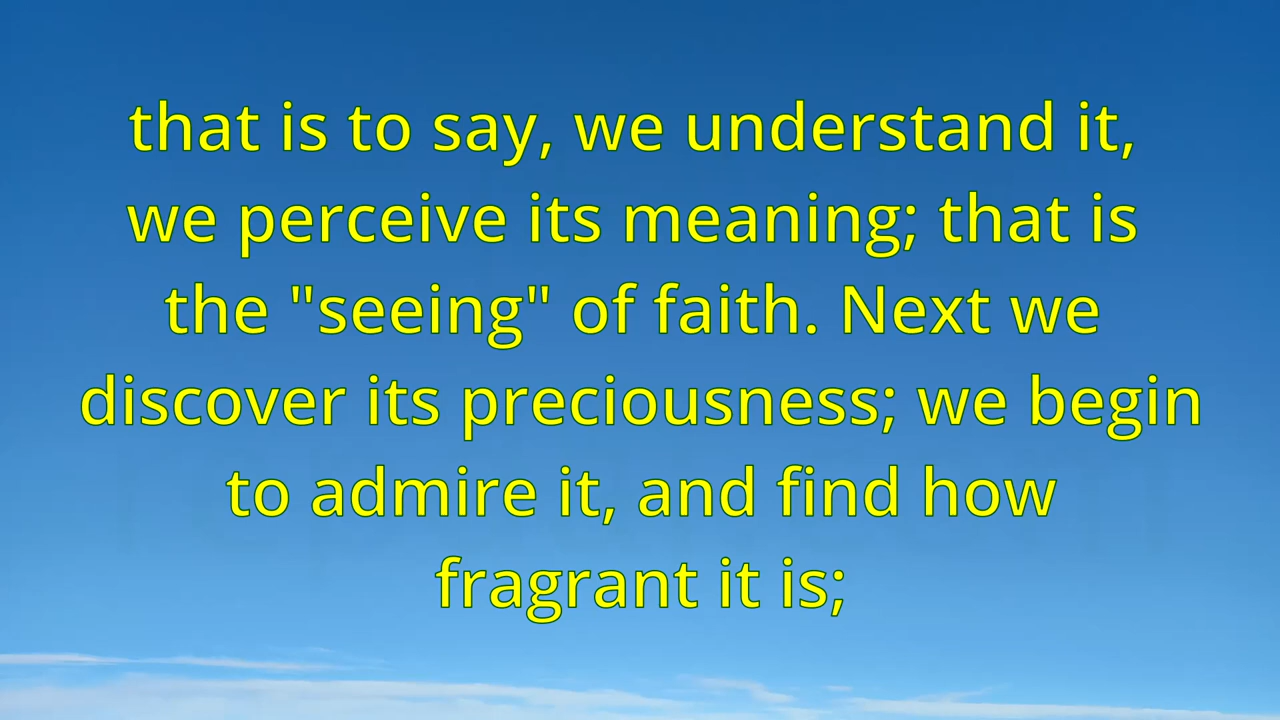 that is to say, we understand it,
we perceive its meaning; that is
the "seeing" of faith. Next we
discover its preciousness; we begin
to admire it, and find how
fragrant it is;